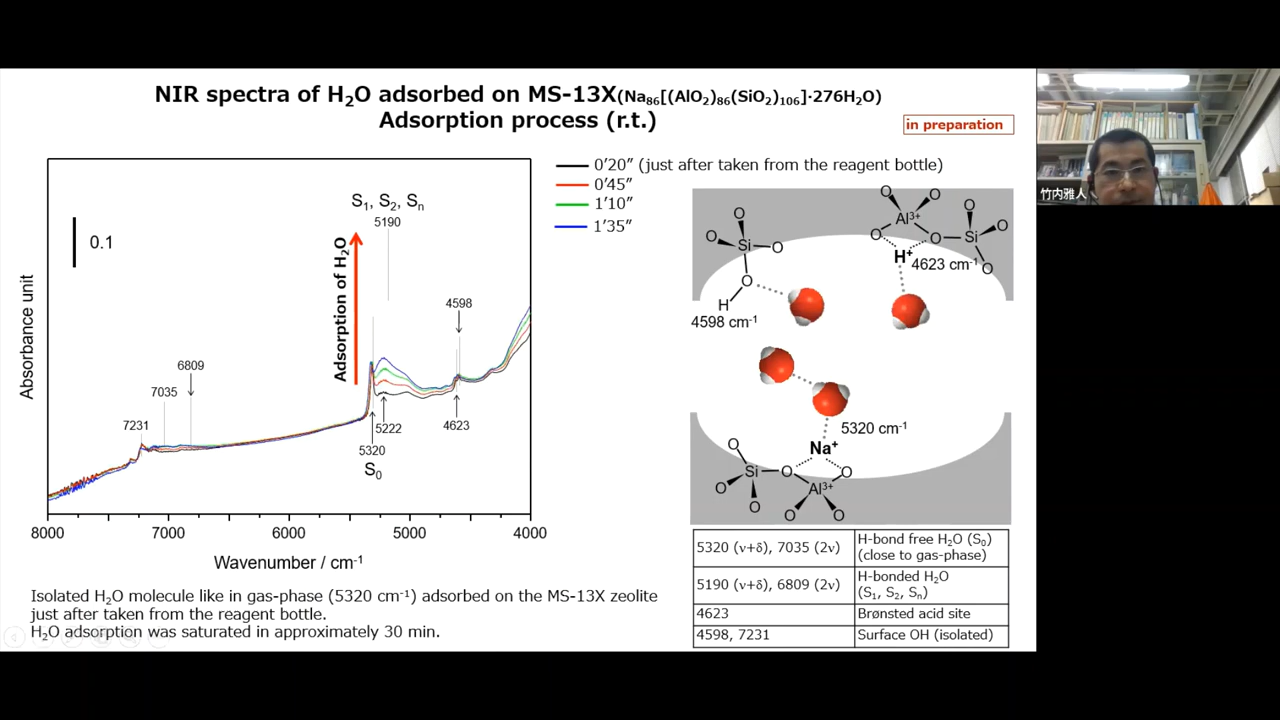 NIR spectra of H₂O adsorbed on MS-13X(Na₈₆[(AlO₂)₈₆(SiO₂)₁₀₆]·276H₂O)
Adsorption process (r.t.)
in preparation
0'20" (just after taken from the reagent bottle)
0'45"
1'10"
1'35"
S₁, S₂, Sₙ
5190
0.1
Adsorption of H₂O
Absorbance unit
4598
6809
7035
7231
5222
4623
5320
S₀
8000 7000 6000 5000 4000
Wavenumber / cm⁻¹
O
O Si O
O
H
4598 cm⁻¹
O O
Al³⁺
O O Si O
O
O
H⁺
4623 cm⁻¹
5320 cm⁻¹
Na⁺
O
Si O O
O O
Al³⁺
O O
5320 (ν+δ), 7035 (2ν) H-bond free H₂O (S₀)
(close to gas-phase)
5190 (ν+δ), 6809 (2ν) H-bonded H₂O
(S₁, S₂, Sₙ)
4623 Brønsted acid site
4598, 7231 Surface OH (isolated)
Isolated H₂O molecule like in gas-phase (5320 cm⁻¹) adsorbed on the MS-13X zeolite
just after taken from the reagent bottle.
H₂O adsorption was saturated in approximately 30 min.
竹内雅人